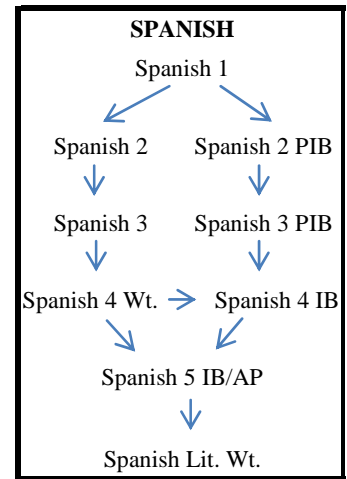 SPANISH
Spanish 1
Spanish 2 Spanish 2 PIB
Spanish 3 Spanish 3 PIB
Spanish 4 Wt. Spanish 4 IB
Spanish 5 IB/AP
Spanish Lit. Wt.